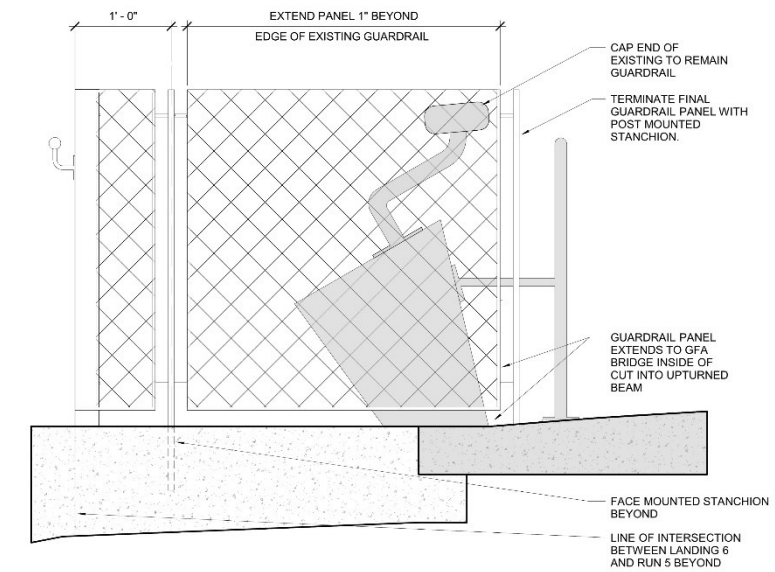 1' - 0"
EXTEND PANEL 1" BEYOND
EDGE OF EXISTING GUARDRAIL
CAP END OF
EXISTING TO REMAIN
GUARDRAIL
TERMINATE FINAL
GUARDRAIL PANEL WITH
POST MOUNTED
STANCHION.
GUARDRAIL PANEL
EXTENDS TO GFA
BRIDGE INSIDE OF
CUT INTO UPTURNED
BEAM
FACE MOUNTED STANCHION
BEYOND
LINE OF INTERSECTION
BETWEEN LANDING 6
AND RUN 5 BEYOND